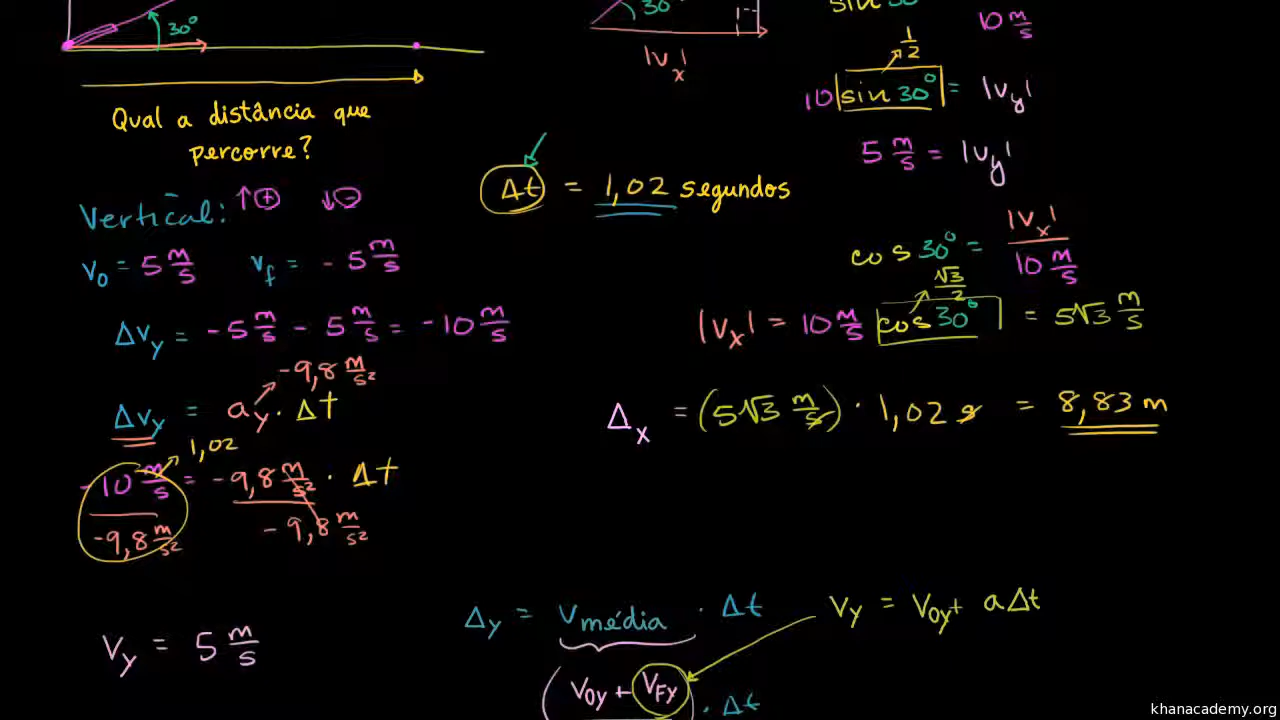 30°
Qual a distância que
percorre?
Vertical: ↑⊕ ↓⊖
v₀ = 5 m/s v_f = - 5 m/s
Δv_y = -5 m/s - 5 m/s = -10 m/s
-9,8 m/s²
Δv_y = a_y · Δt
1,02
-10 m/s = -9,8 m/s² · Δt
-9,8 m/s² -9,8 m/s²
V_y = 5 m/s
30°
|v_x|
Δt = 1,02 segundos
sin 30°
10 m/s
1/2
10 sin 30° = |v_y|
5 m/s = |v_y|
cos 30° = |v_x| / 10 m/s
√3/2
|v_x| = 10 m/s cos 30° = 5√3 m/s
Δ_x = (5√3 m/s) · 1,02 s = 8,83 m
Δ_y = v_média · Δt
V_y = V_0y + aΔt
(V_0y + V_Fy · Δt
khanacademy.org